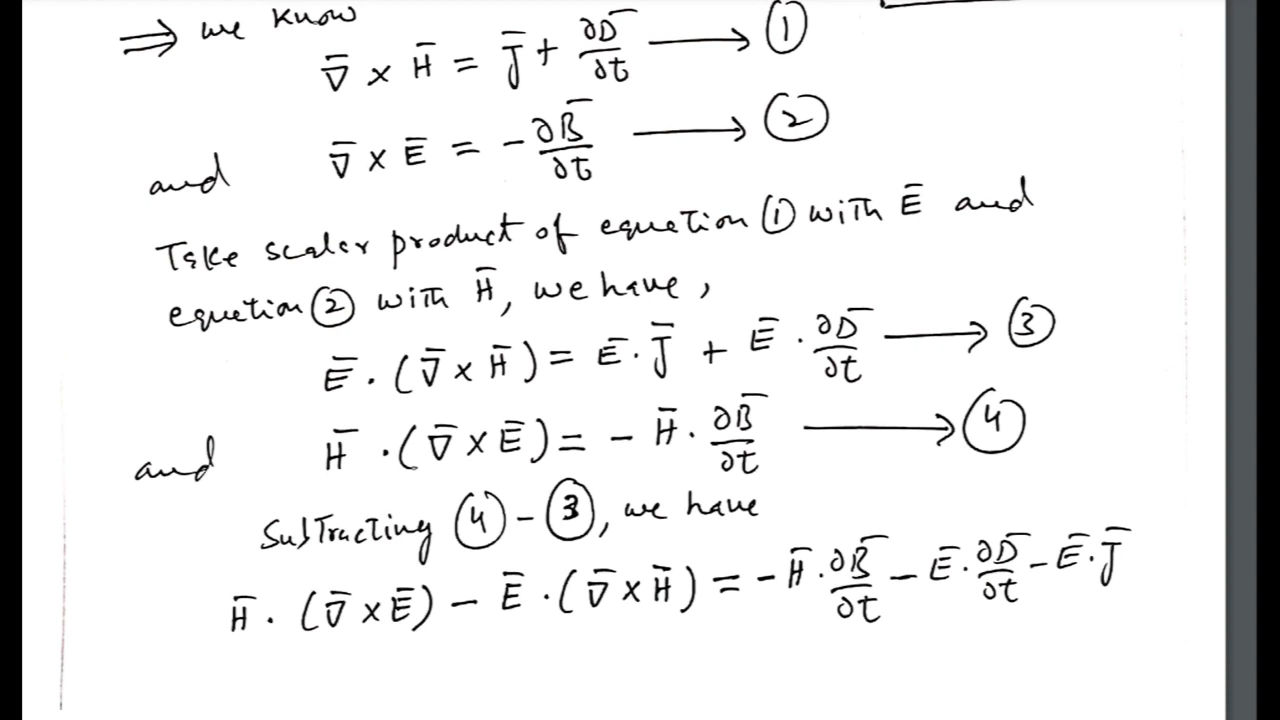 ⇒ we know
∇̄ × H̄ = J̄ + ∂D̄/∂t ⟶ ①
and ∇̄ × Ē = - ∂B̄/∂t ⟶ ②
Take scalar product of equation ① with Ē and
equation ② with H̄, we have,
Ē · (∇̄ × H̄) = Ē · J̄ + Ē · ∂D̄/∂t ⟶ ③
and H̄ · (∇̄ × Ē) = - H̄ · ∂B̄/∂t ⟶ ④
Subtracting ④ - ③, we have
H̄ · (∇̄ × Ē) - Ē · (∇̄ × H̄) = - H̄ · ∂B̄/∂t - Ē · ∂D̄/∂t - Ē · J̄